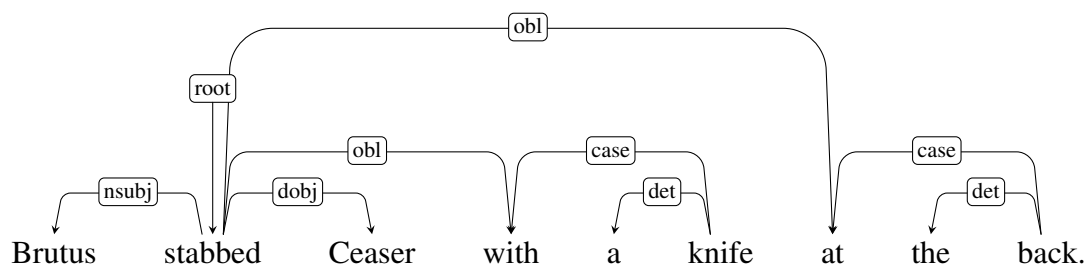 obl
root
obl case case
nsubj dobj det det
Brutus stabbed Ceaser with a knife at the back.